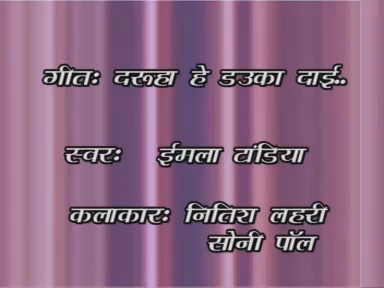 गीतः दरूहा हे डउका दाई..
स्वरः ईमला टांडिया
कलाकारः नितिश लहरी
सोनी पॉल